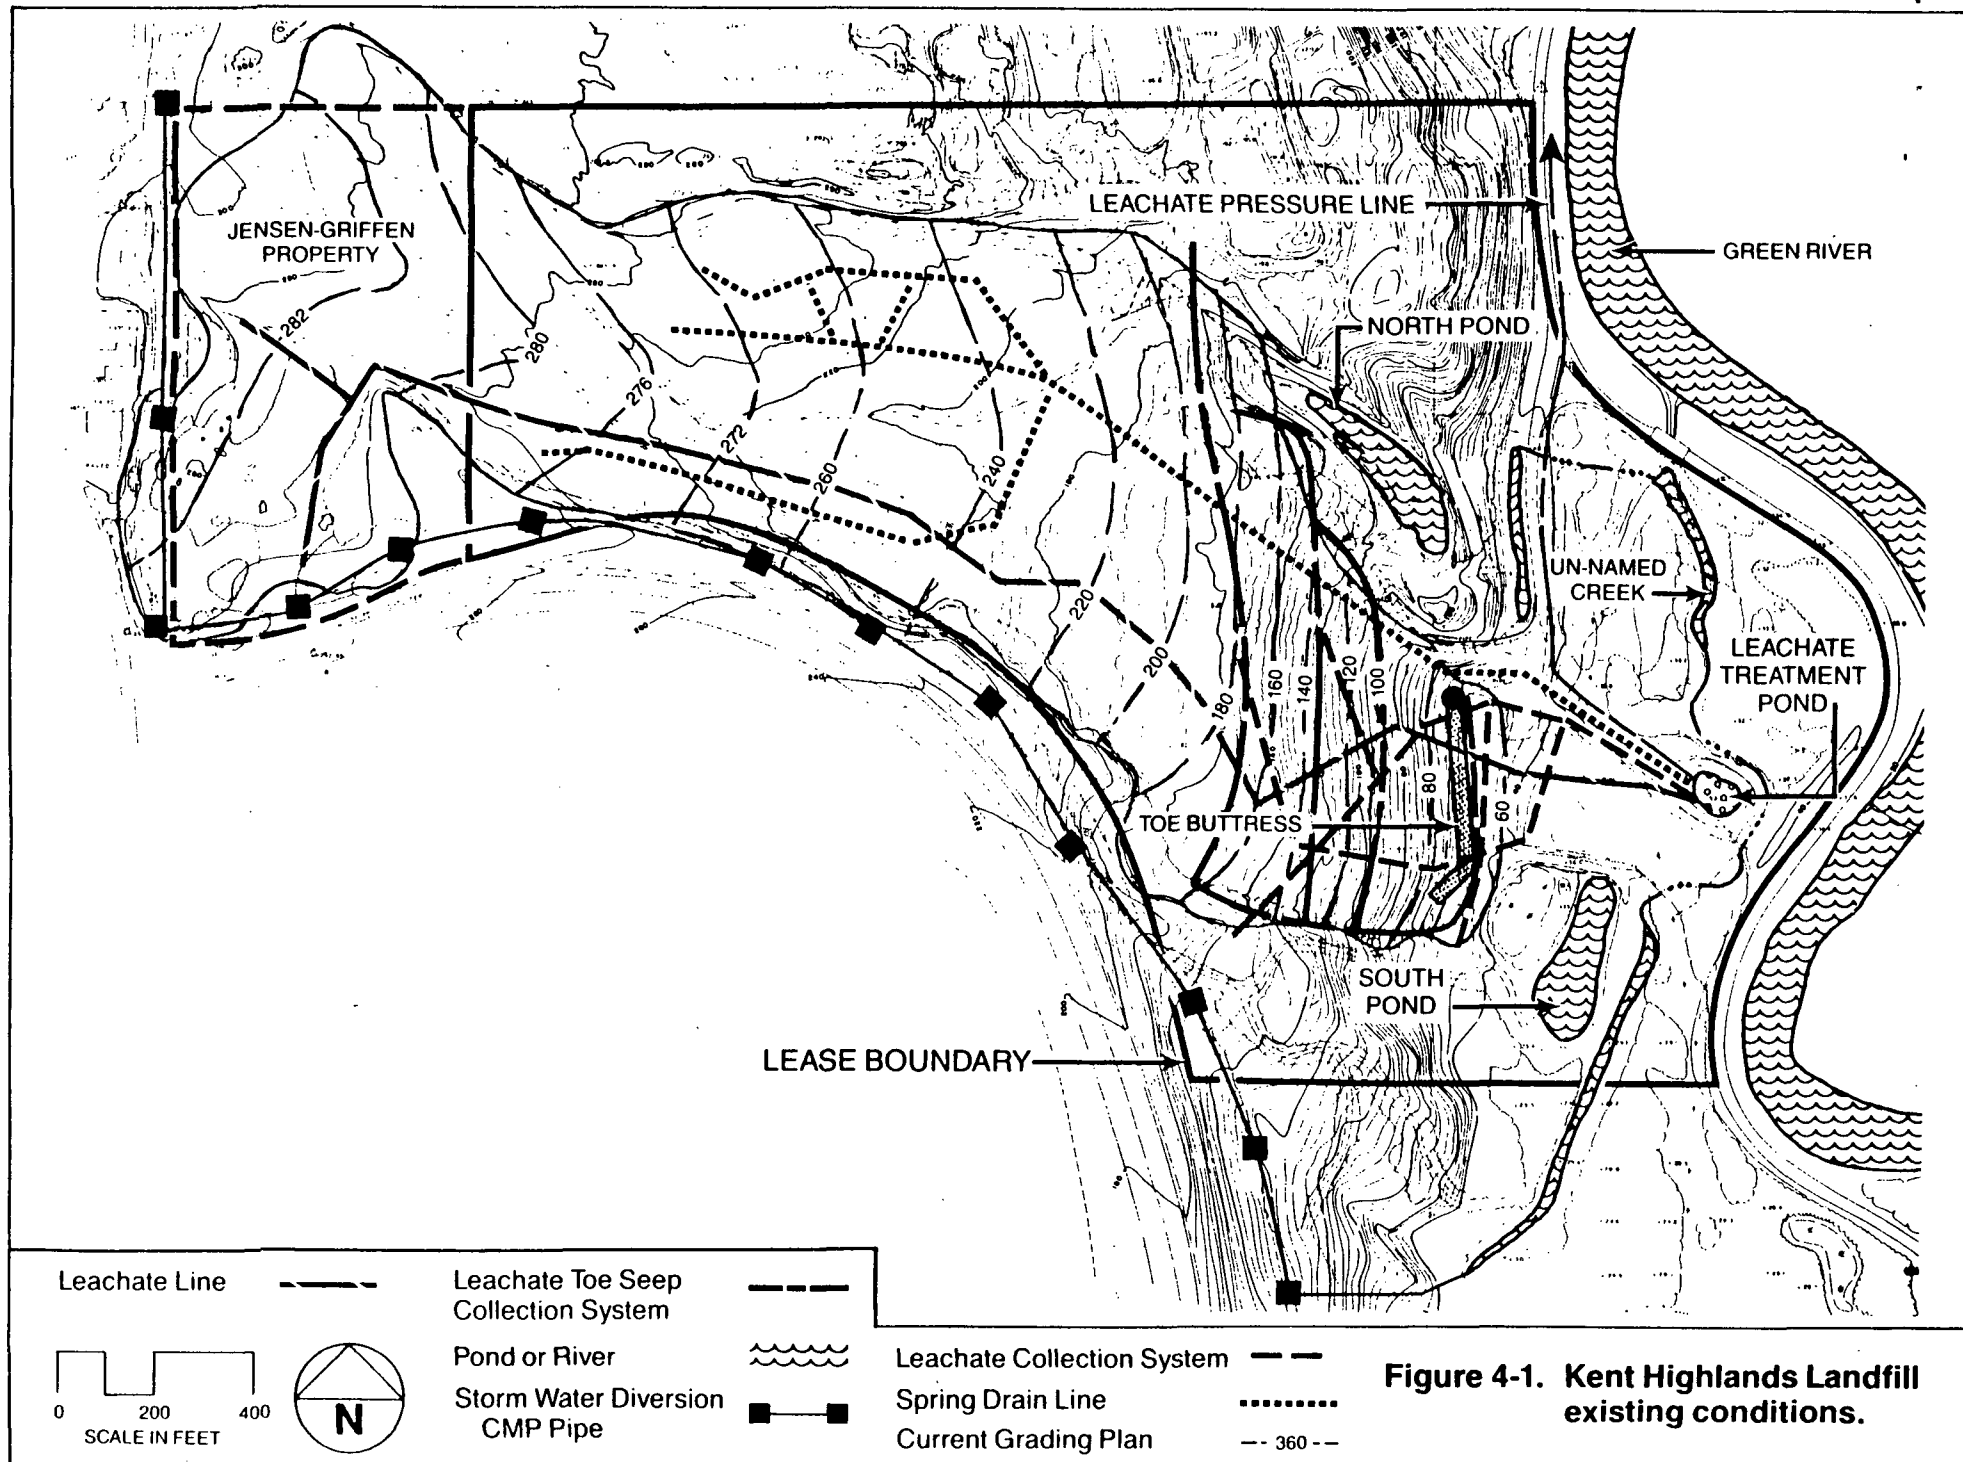 JENSEN-GRIFFEN
PROPERTY
LEACHATE PRESSURE LINE
GREEN RIVER
NORTH POND
282
280
276
272
260
240
220
200
180
160
140
120
100
80
60
UN-NAMED
CREEK
LEACHATE
TREATMENT
POND
TOE BUTTRESS
SOUTH
POND
LEASE BOUNDARY
Leachate Line
Leachate Toe Seep
Collection System
Pond or River
Storm Water Diversion
CMP Pipe
0 200 400
SCALE IN FEET
N
Leachate Collection System
Spring Drain Line
Current Grading Plan
360
Figure 4-1. Kent Highlands Landfill
existing conditions.